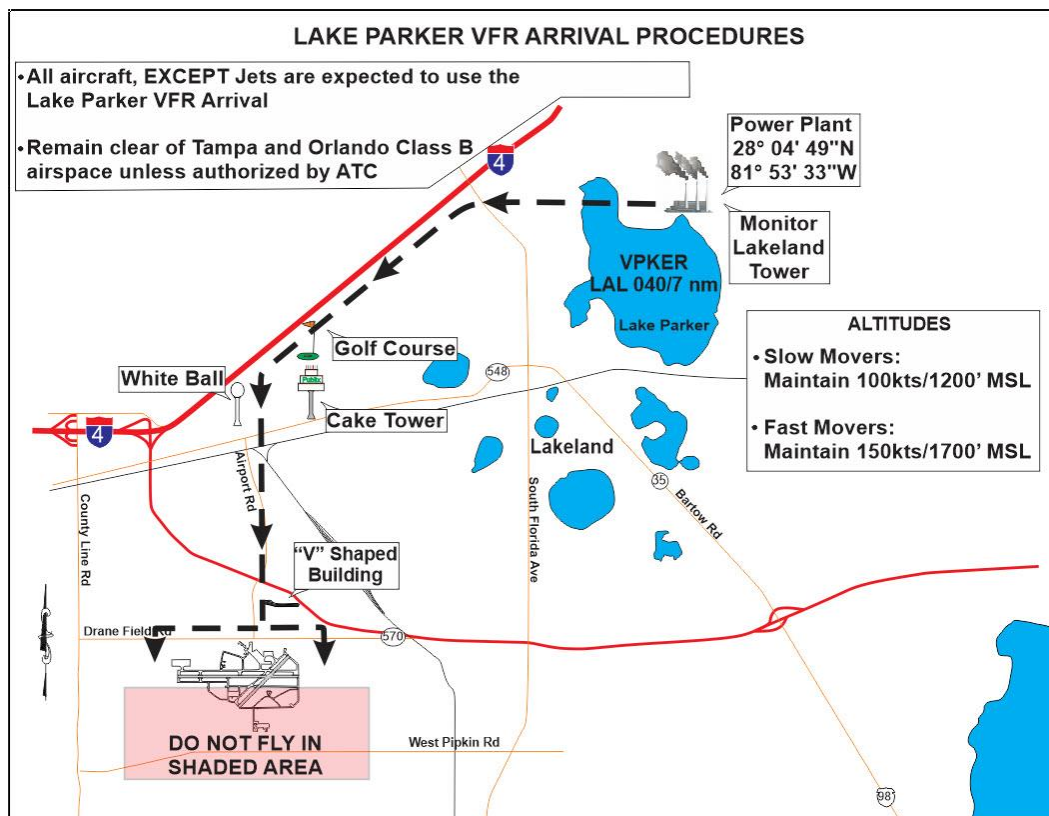 LAKE PARKER VFR ARRIVAL PROCEDURES
•All aircraft, EXCEPT Jets are expected to use the
Lake Parker VFR Arrival
•Remain clear of Tampa and Orlando Class B
airspace unless authorized by ATC
4
Power Plant
28° 04' 49"N
81° 53' 33"W
Monitor
Lakeland
Tower
VPKER
LAL 040/7 nm
Lake Parker
ALTITUDES
• Slow Movers:
Maintain 100kts/1200' MSL
• Fast Movers:
Maintain 150kts/1700' MSL
Golf Course
White Ball
Publix
Cake Tower
548
4
Lakeland
Airport Rd
County Line Rd
South Florida Ave
35
Bartow Rd
“V” Shaped
Building
Drane Field Rd
570
DO NOT FLY IN
SHADED AREA
West Pipkin Rd
98